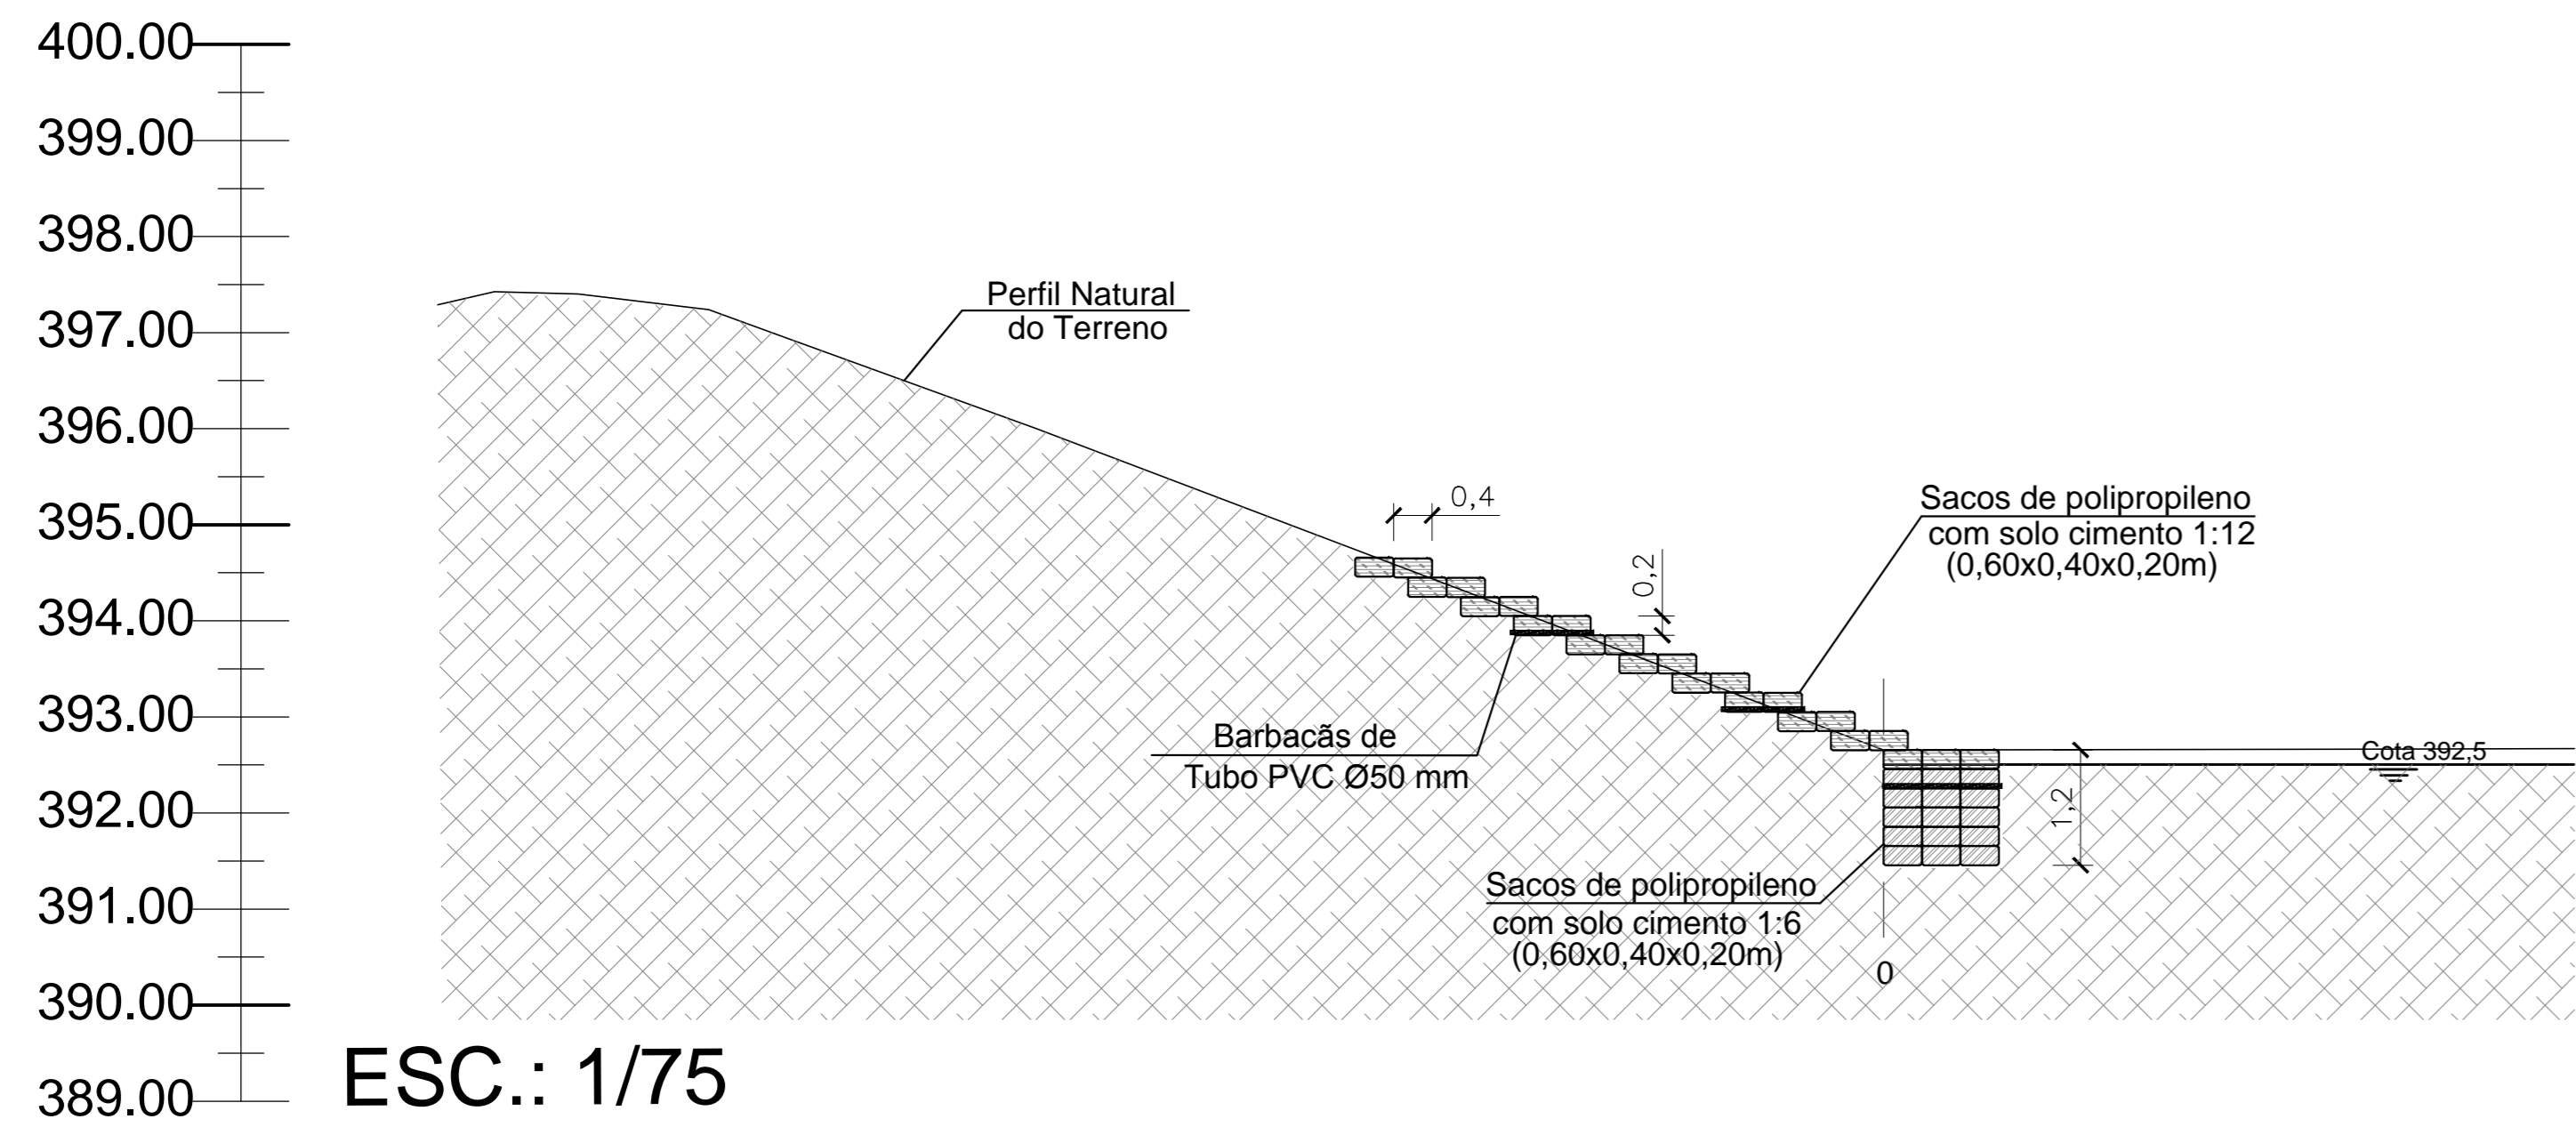 400.00
399.00
398.00
397.00
396.00
395.00
394.00
393.00
392.00
391.00
390.00
389.00
Perfil Natural
do Terreno
0,4
0,2
Sacos de polipropileno
com solo cimento 1:12
(0,60x0,40x0,20m)
Barbacãs de
Tubo PVC Ø50 mm
Cota 392,5
1,2
Sacos de polipropileno
com solo cimento 1:6
(0,60x0,40x0,20m)
0
ESC.: 1/75